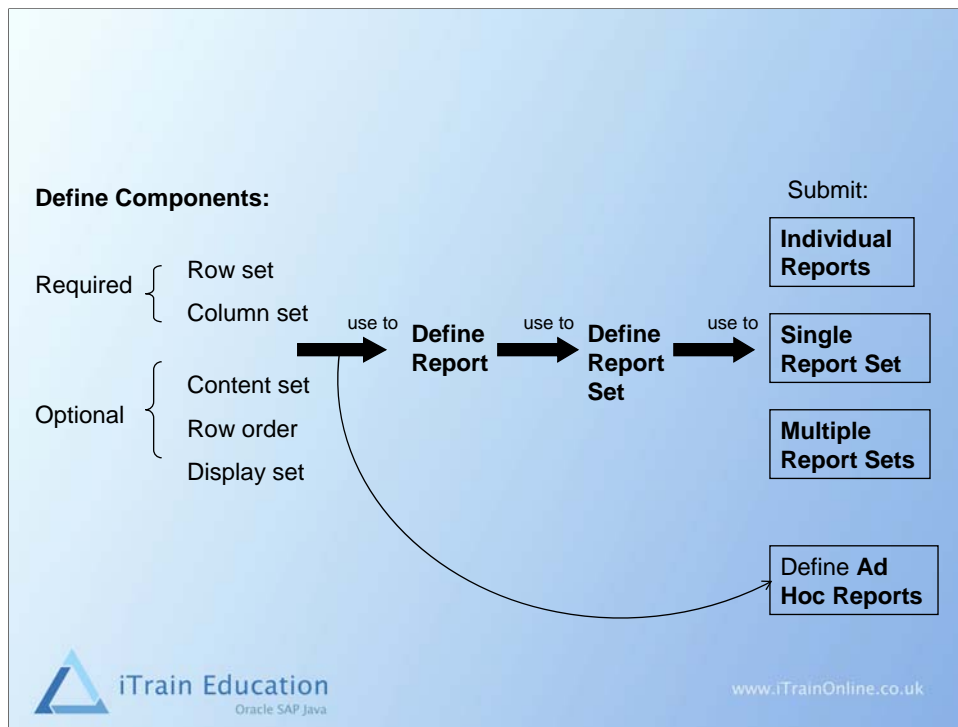 Define Components:
Required
Row set
Column set
Optional
Content set
Row order
Display set
use to
Define
Report
use to
Define
Report
Set
use to
Submit:
Individual
Reports
Single
Report Set
Multiple
Report Sets
Define Ad
Hoc Reports
iTrain Education
Oracle SAP Java
www.iTrainOnline.co.uk